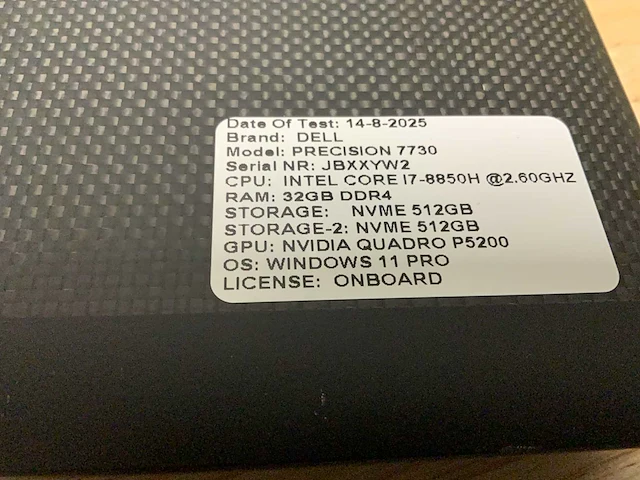 Date Of Test: 14-8-2025
Brand: DELL
Model: PRECISION 7730
Serial NR: JBXXYW2
CPU: INTEL CORE I7-8850H @2.60GHZ
RAM: 32GB DDR4
STORAGE: NVME 512GB
STORAGE-2: NVME 512GB
GPU: NVIDIA QUADRO P5200
OS: WINDOWS 11 PRO
LICENSE: ONBOARD